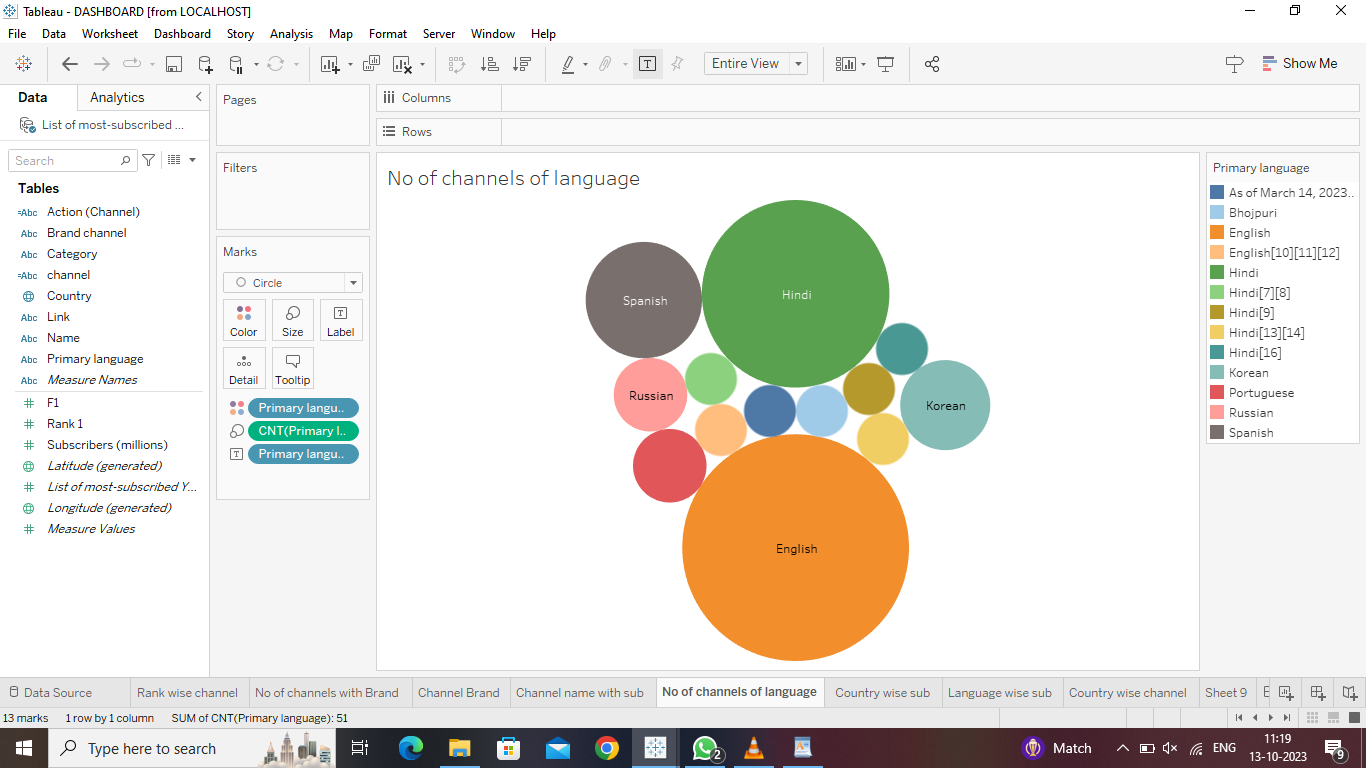 Tableau - DASHBOARD [from LOCALHOST]
File Data Worksheet Dashboard Story Analysis Map Format Server Window Help
Entire View
Show Me
Data Analytics
List of most-subscribed ...
Search
Tables
=Abc Action (Channel)
Abc Brand channel
Abc Category
=Abc channel
Country
Abc Link
Abc Name
Abc Primary language
Abc Measure Names
F1
Rank 1
Subscribers (millions)
Latitude (generated)
List of most-subscribed Y...
Longitude (generated)
Measure Values
Pages
Filters
Marks
Circle
Color Size Label
Detail Tooltip
Primary langu..
CNT(Primary l..
Primary langu..
Columns
Rows
No of channels of language
Hindi
Spanish
Russian
Korean
English
Primary language
As of March 14, 2023..
Bhojpuri
English
English[10][11][12]
Hindi
Hindi[7][8]
Hindi[9]
Hindi[13][14]
Hindi[16]
Korean
Portuguese
Russian
Spanish
Data Source Rank wise channel No of channels with Brand Channel Brand Channel name with sub No of channels of language Country wise sub Language wise sub Country wise channel Sheet 9
13 marks 1 row by 1 column SUM of CNT(Primary language): 51
Type here to search
2
Match
ENG
11:19
13-10-2023
9